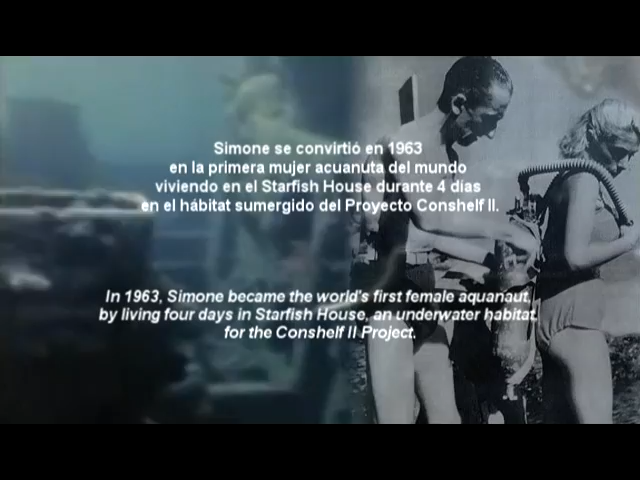 Simone se convirtió en 1963
en la primera mujer acuanuta del mundo
viviendo en el Starfish House durante 4 días
en el hábitat sumergido del Proyecto Conshelf II.
In 1963, Simone became the world's first female aquanaut,
by living four days in Starfish House, an underwater habitat,
for the Conshelf II Project.